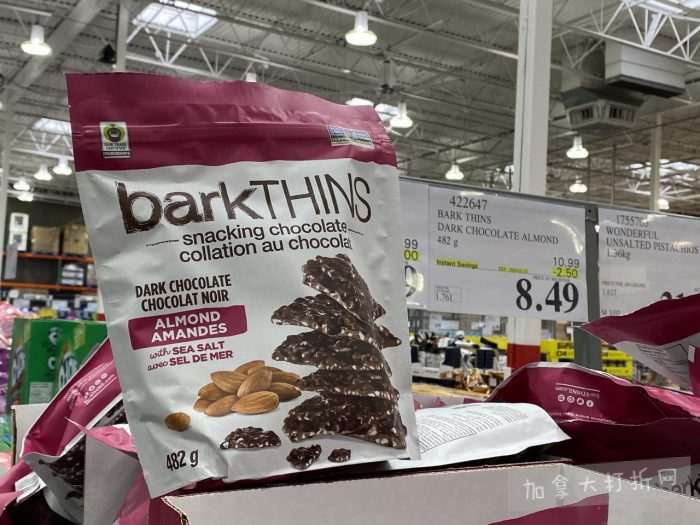 barkTHINS
snacking chocolate
collation au chocolat
DARK CHOCOLATE
CHOCOLAT NOIR
ALMOND
AMANDES
with SEA SALT
avec SEL DE MER
482 g
422647
BARK THINS
DARK CHOCOLATE ALMOND
482 g
10.99
Instant Savings
-2.50
8.49
1755703
WONDERFUL
UNSALTED PISTACHIOS
加拿大打折网